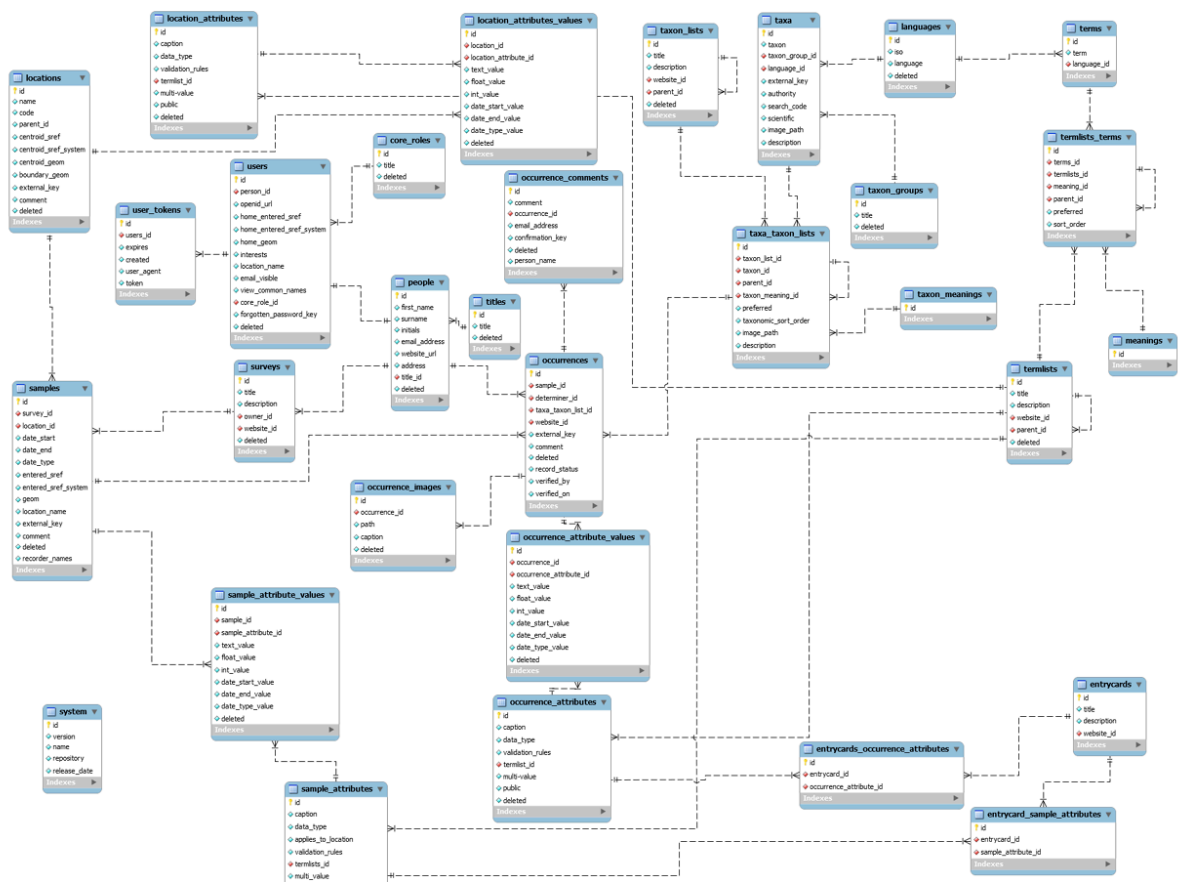 location_attributes
id
caption
data_type
validation_rules
termlist_id
multi-value
public
deleted
Indexes
location_attributes_values
id
location_id
location_attribute_id
text_value
float_value
int_value
date_start_value
date_end_value
date_type_value
deleted
Indexes
taxon_lists
id
title
description
website_id
parent_id
deleted
Indexes
taxa
id
taxon
taxon_group_id
language_id
external_key
authority
search_code
scientific
image_path
description
Indexes
languages
id
iso
language
deleted
Indexes
terms
id
term
language_id
Indexes
locations
id
name
code
parent_id
centroid_sref
centroid_sref_system
centroid_geom
boundary_geom
external_key
comment
deleted
Indexes
core_roles
id
title
deleted
Indexes
users
id
person_id
openid_url
home_entered_sref
home_entered_sref_system
home_geom
interests
location_name
email_visible
view_common_names
core_role_id
forgotten_password_key
deleted
Indexes
user_tokens
id
users_id
expires
created
user_agent
token
Indexes
occurrence_comments
id
comment
occurrence_id
email_address
confirmation_key
deleted
person_name
Indexes
termlists_terms
id
terms_id
termlists_id
meaning_id
parent_id
preferred
sort_order
Indexes
taxon_groups
id
title
deleted
Indexes
taxa_taxon_lists
id
taxon_list_id
taxon_id
parent_id
taxon_meaning_id
preferred
taxonomic_sort_order
image_path
description
Indexes
taxon_meanings
id
Indexes
meanings
id
Indexes
people
id
first_name
surname
initials
email_address
website_url
address
title_id
deleted
Indexes
titles
id
title
deleted
Indexes
surveys
id
title
description
owner_id
website_id
deleted
Indexes
occurrences
id
sample_id
determiner_id
taxa_taxon_list_id
website_id
external_key
comment
deleted
record_status
verified_by
verified_on
Indexes
termlists
id
title
description
website_id
parent_id
deleted
Indexes
samples
id
survey_id
location_id
date_start
date_end
date_type
entered_sref
entered_sref_system
geom
location_name
external_key
comment
deleted
recorder_names
Indexes
occurrence_images
id
occurrence_id
path
caption
deleted
Indexes
occurrence_attribute_values
id
occurrence_id
occurrence_attribute_id
text_value
float_value
int_value
date_start_value
date_end_value
date_type_value
deleted
Indexes
sample_attribute_values
id
sample_id
sample_attribute_id
text_value
float_value
int_value
date_start_value
date_end_value
date_type_value
deleted
Indexes
system
id
version
name
repository
release_date
Indexes
occurrence_attributes
id
caption
data_type
validation_rules
termlist_id
multi-value
public
deleted
Indexes
entrycards
id
title
description
website_id
Indexes
entrycards_occurrence_attributes
id
entrycard_id
occurrence_attribute_id
Indexes
sample_attributes
id
caption
data_type
applies_to_location
validation_rules
termlists_id
multi_value
entrycard_sample_attributes
id
entrycard_id
sample_attribute_id
Indexes